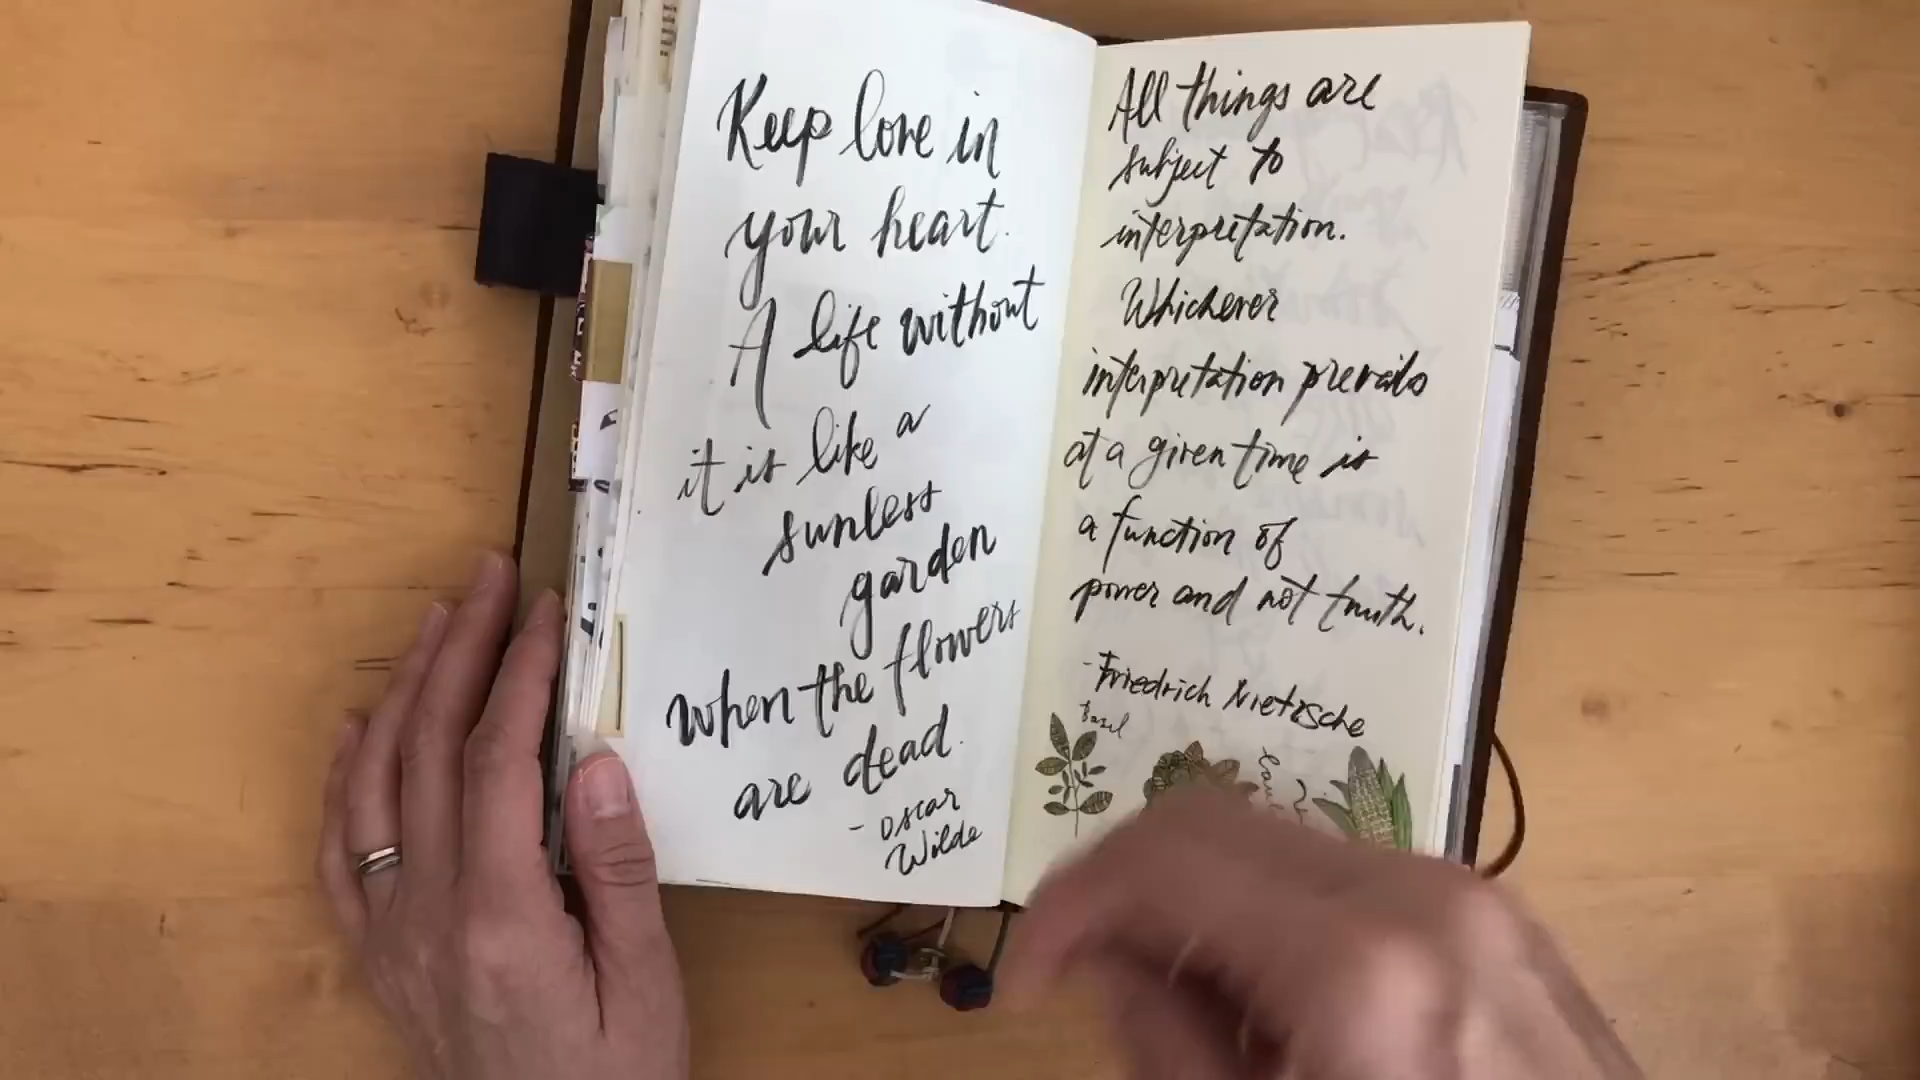 Keep love in
your heart.
A life without
it is like a
sunless
garden
when the flowers
are dead.
- Oscar
Wilde
All things are
subject to
interpretation.
Whichever
interpretation prevails
at a given time is
a function of
power and not truth.
- Friedrich Nietzsche
Basil